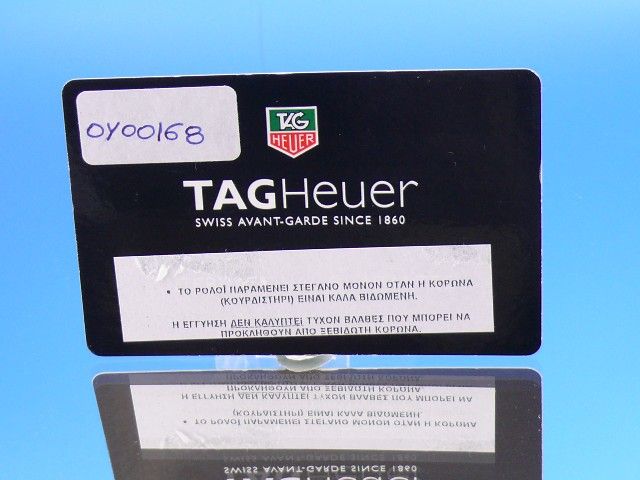 OY00168
TAG
HEUER
TAGHeuer
SWISS AVANT-GARDE SINCE 1860
• ΤΟ ΡΟΛΟΪ ΠΑΡΑΜΕΝΕΙ ΣΤΕΓΑΝΟ ΜΟΝΟΝ ΟΤΑΝ Η ΚΟΡΩΝΑ
(ΚΟΥΡΔΙΣΤΗΡΙ) ΕΙΝΑΙ ΚΑΛΑ ΒΙΔΩΜΕΝΗ.
Η ΕΓΓΥΗΣΗ ΔΕΝ ΚΑΛΥΠΤΕΙ ΤΥΧΟΝ ΒΛΑΒΕΣ ΠΟΥ ΜΠΟΡΕΙ ΝΑ
ΠΡΟΚΛΗΘΟΥΝ ΑΠΟ ΞΕΒΙΔΩΤΗ ΚΟΡΩΝΑ.